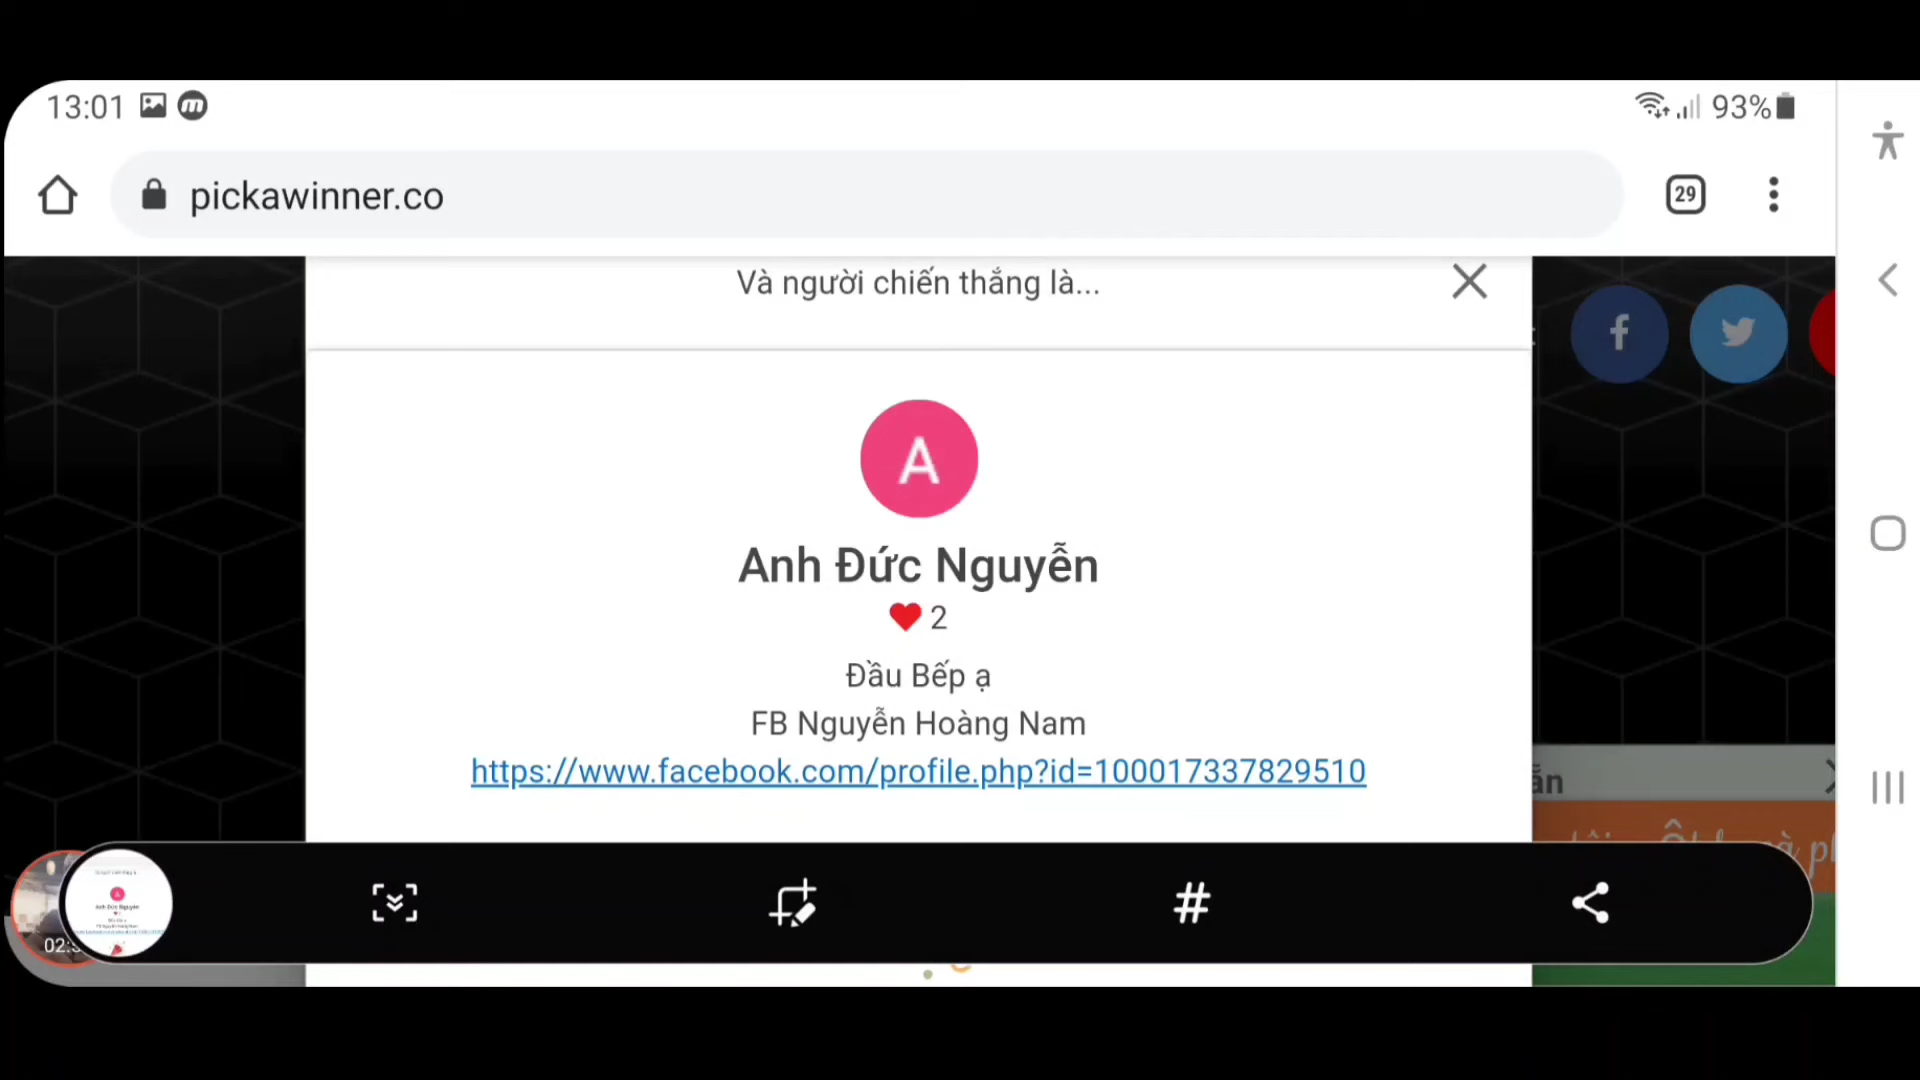 13:01
93%
pickawinner.co
29
Và người chiến thắng là...
A
Anh Đức Nguyễn
2
Đầu Bếp ạ
FB Nguyễn Hoàng Nam
https://www.facebook.com/profile.php?id=100017337829510